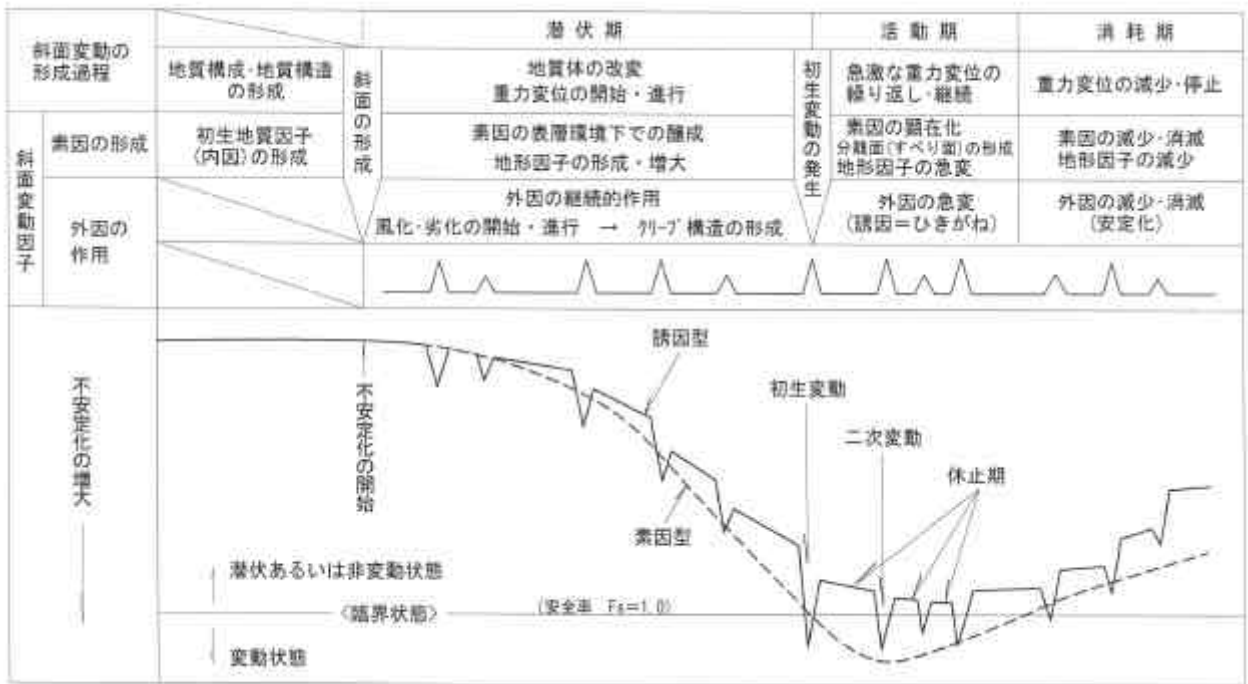 潜伏期
活動期
消耗期
斜面変動の
形成過程
地質構成・地質構造
の形成
斜面の形成
地質体の改変
重力変位の開始・進行
初生変動の発生
急激な重力変位の
繰り返し・継続
重力変位の減少・停止
斜面変動因子
素因の形成
初生地質因子
(内因)の形成
素因の表層環境下での醸成
地形因子の形成・増大
素因の顕在化
分離面(すべり面)の形成
地形因子の急変
素因の減少・消滅
地形因子の減少
外因の
作用
外因の継続的作用
風化・劣化の開始・進行 → クリープ構造の形成
外因の急変
(誘因=ひきがね)
外因の減少・消滅
(安定化)
不安定化の増大
不安定化の開始
誘因型
素因型
初生変動
二次変動
休止期
潜伏あるいは非変動状態
〈臨界状態〉
(安全率 Fs=1.0)
変動状態